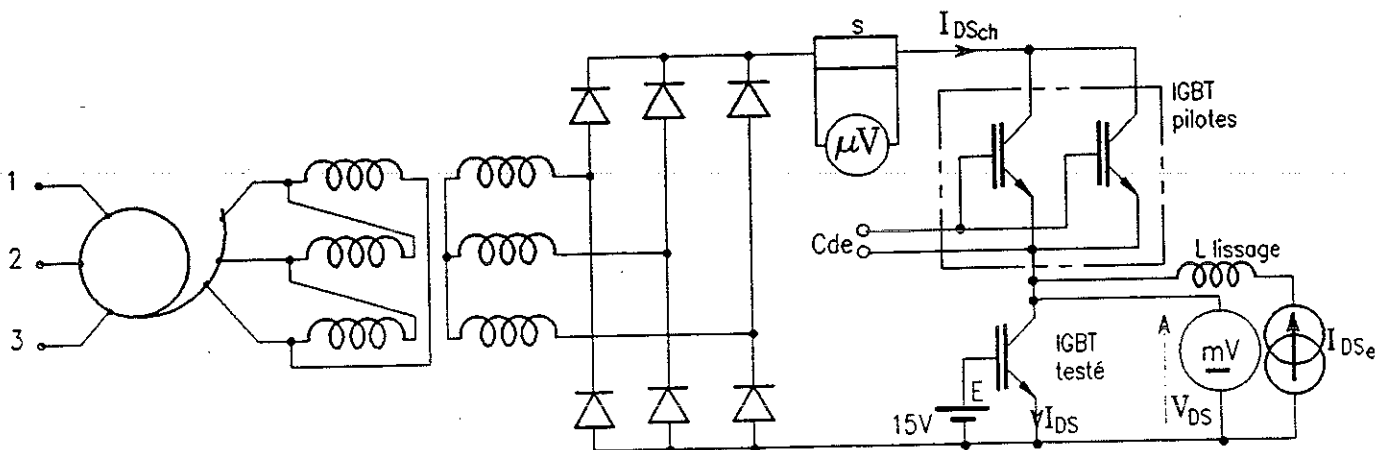 S
I DSch
IGBT
pilotes
μV
1
2
3
Cde
L lissage
IGBT
testé
mV
I DSe
E
15V
I DS
V DS